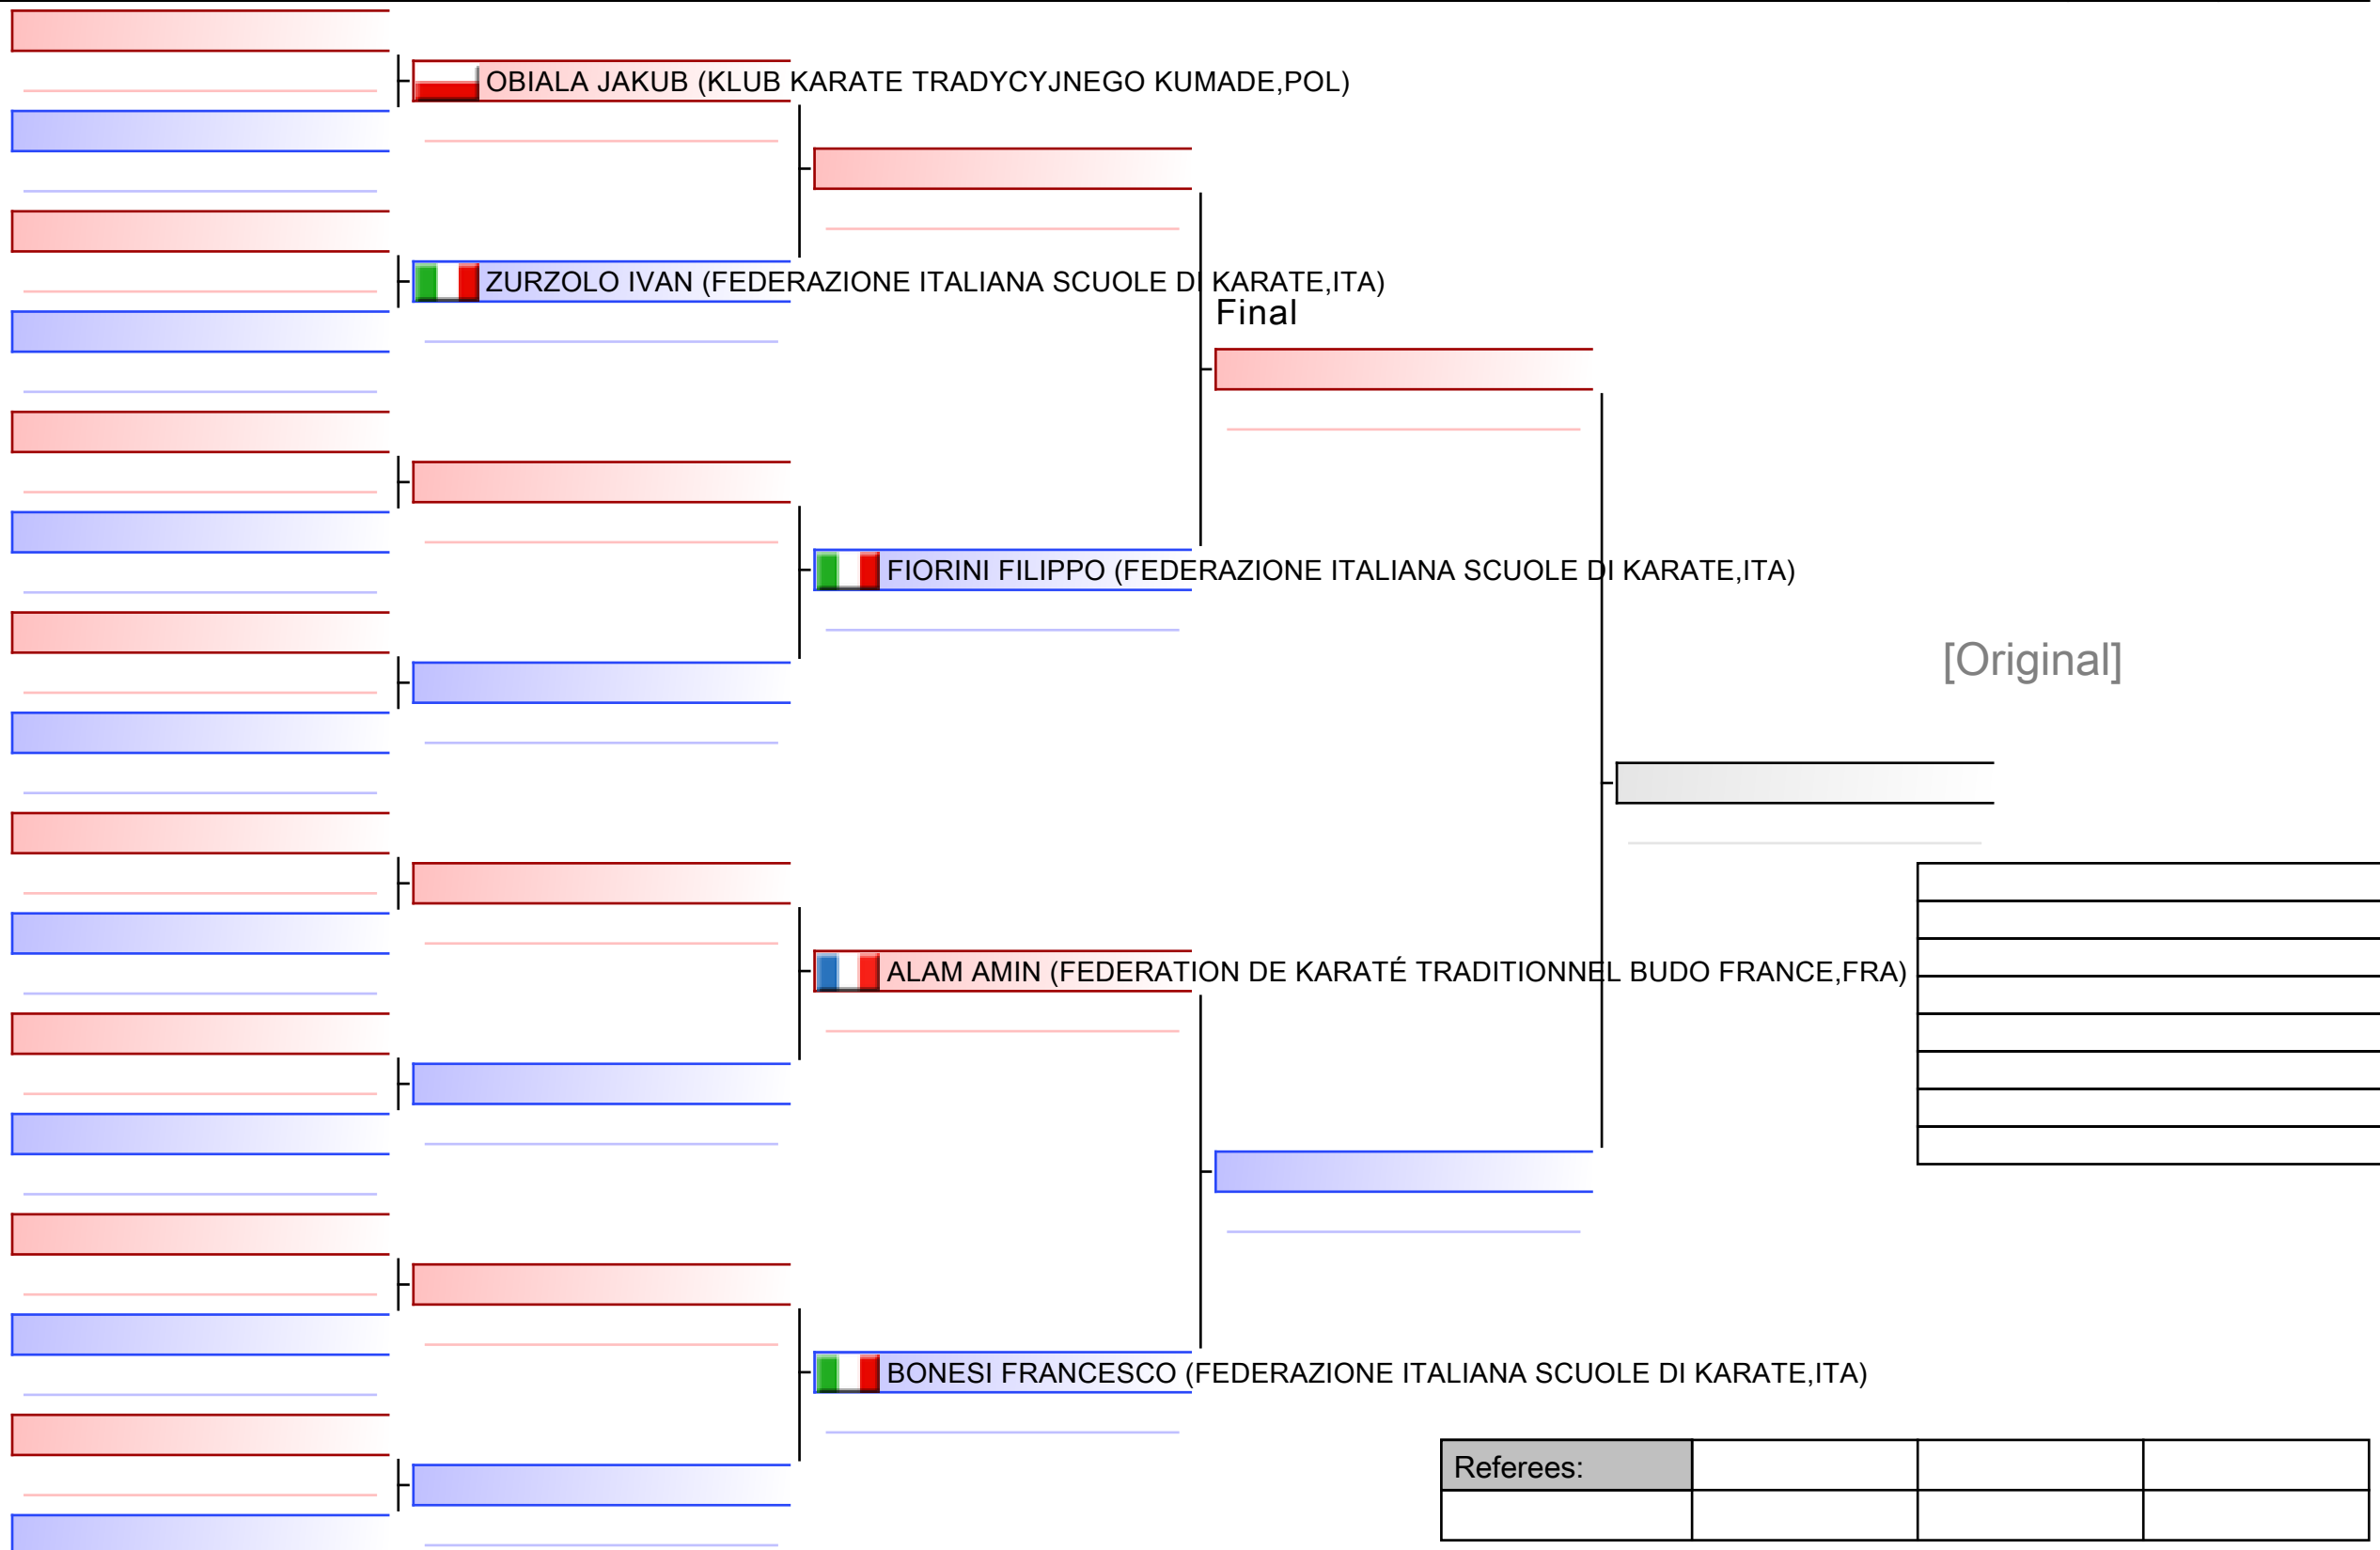 OBIALA JAKUB (KLUB KARATE TRADYCYJNEGO KUMADE,POL)
ZURZOLO IVAN (FEDERAZIONE ITALIANA SCUOLE DI KARATE,ITA)
Final
FIORINI FILIPPO (FEDERAZIONE ITALIANA SCUOLE DI KARATE,ITA)
[Original]
ALAM AMIN (FEDERATION DE KARATÉ TRADITIONNEL BUDO FRANCE,FRA)
BONESI FRANCESCO (FEDERAZIONE ITALIANA SCUOLE DI KARATE,ITA)
Referees: